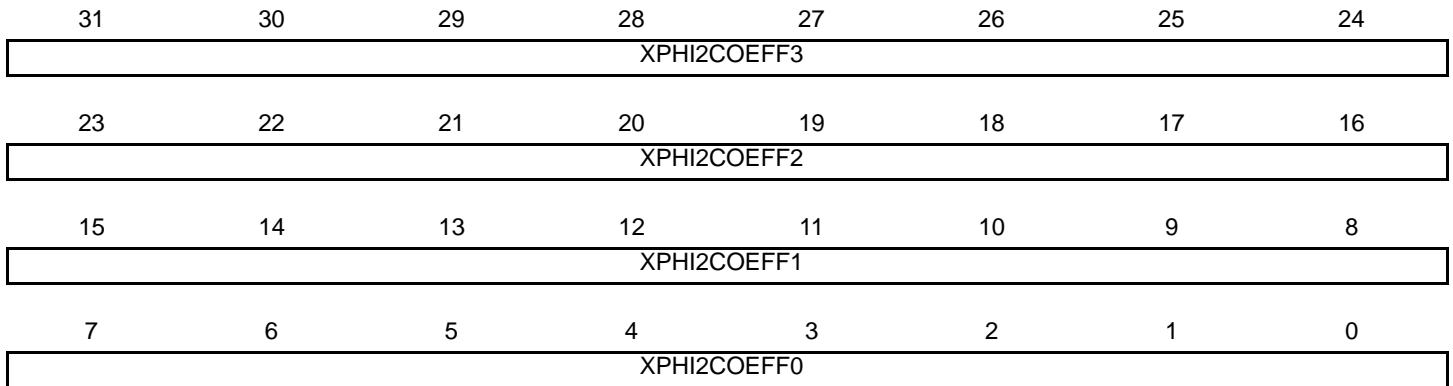 31 30 29 28 27 26 25 24
XPHI2COEFF3
23 22 21 20 19 18 17 16
XPHI2COEFF2
15 14 13 12 11 10 9 8
XPHI2COEFF1
7 6 5 4 3 2 1 0
XPHI2COEFF0